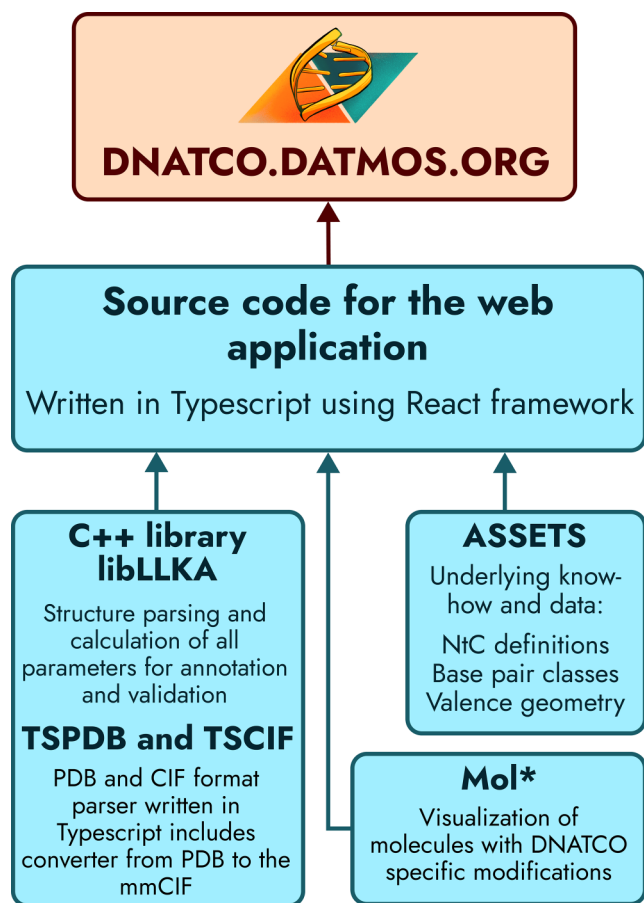 DNATCO.DATMOS.ORG
Source code for the web
application
Written in Typescript using React framework
C++ library
libLLKA
Structure parsing and
calculation of all
parameters for annotation
and validation
TSPDB and TSCIF
PDB and CIF format
parser written in
Typescript includes
converter from PDB to the
mmCIF
ASSETS
Underlying know-
how and data:
NtC definitions
Base pair classes
Valence geometry
Mol*
Visualization of
molecules with DNATCO
specific modifications